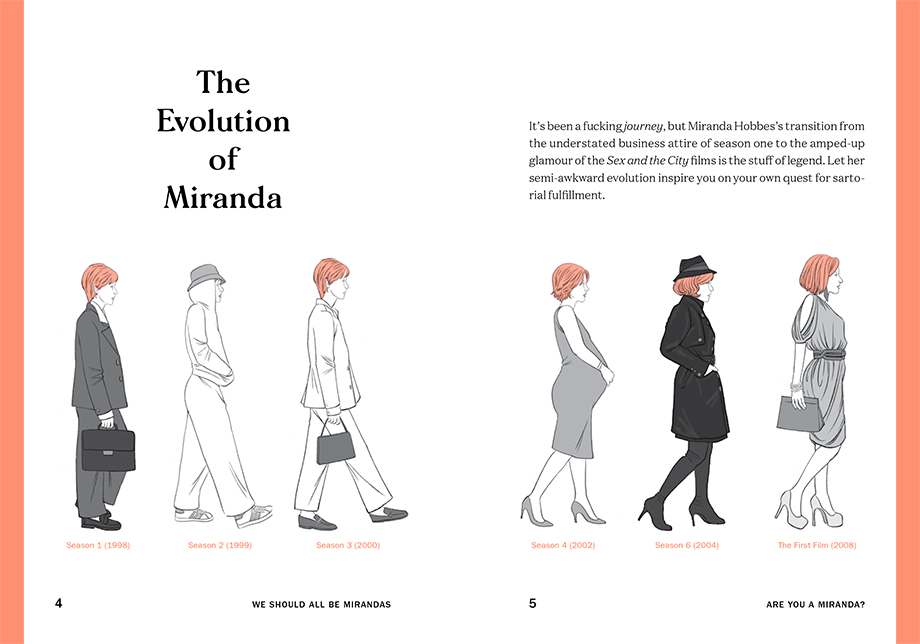 The
Evolution
of
Miranda
It’s been a fucking journey, but Miranda Hobbes’s transition from
the understated business attire of season one to the amped-up
glamour of the Sex and the City films is the stuff of legend. Let her
semi-awkward evolution inspire you on your own quest for sarto-
rial fulfillment.
Season 1 (1998)
Season 2 (1999)
Season 3 (2000)
Season 4 (2002)
Season 6 (2004)
The First Film (2008)
4
WE SHOULD ALL BE MIRANDAS
5
ARE YOU A MIRANDA?